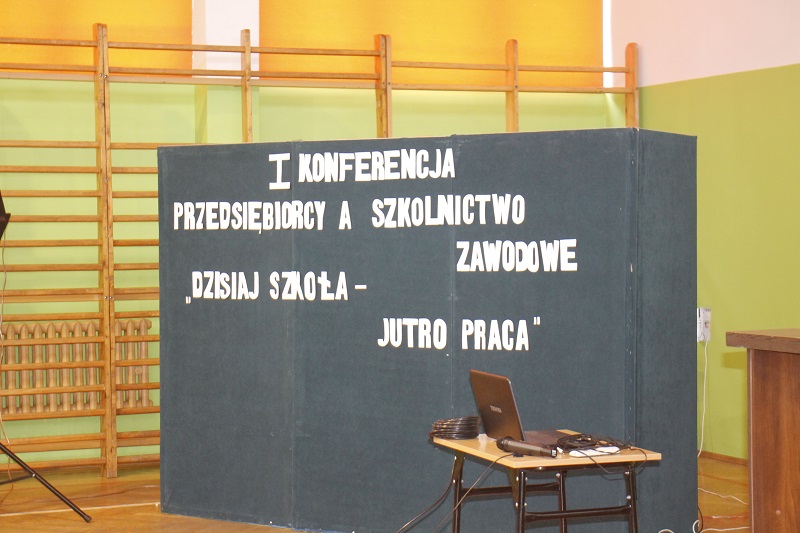 I KONFERENCJA
PRZEDSIĘBIORCY A SZKOLNICTWO
ZAWODOWE
„DZISIAJ SZKOŁA –
JUTRO PRACA"